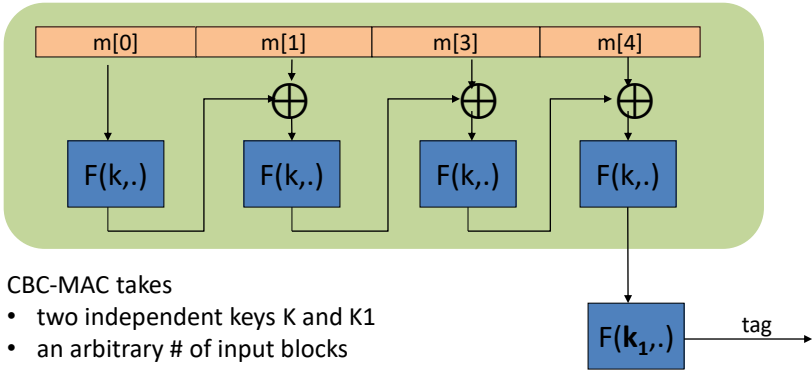 m[0] m[1] m[3] m[4]
F(k,.) F(k,.) F(k,.) F(k,.)
CBC-MAC takes
• two independent keys K and K1
• an arbitrary # of input blocks
F(k₁,.) tag